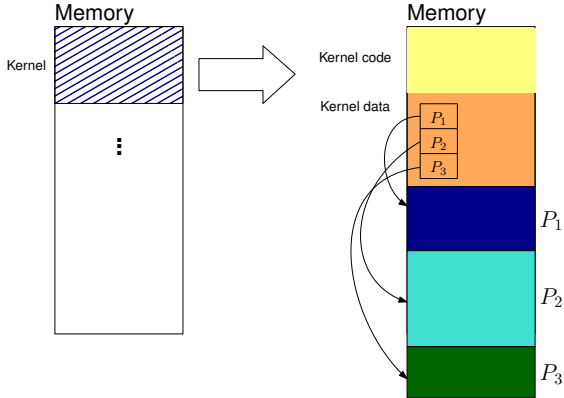 Memory
Kernel
⋮
Memory
Kernel code
Kernel data
P₁
P₂
P₃
P₁
P₂
P₃